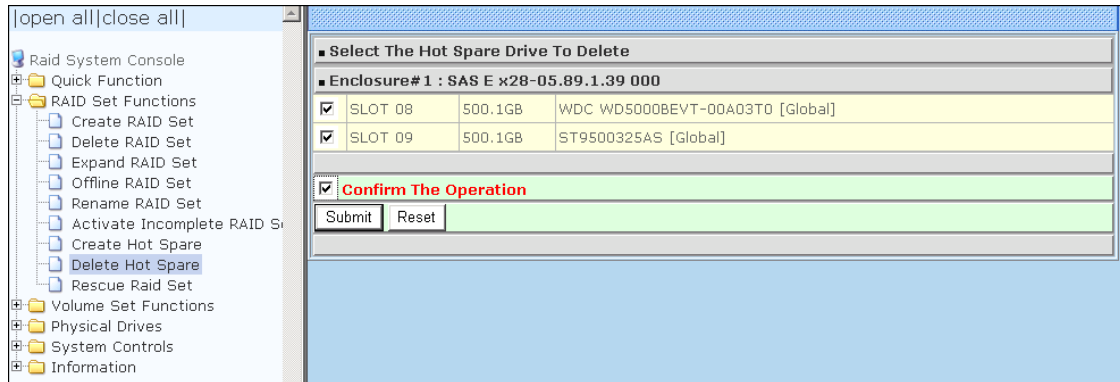 |open all|close all|
Raid System Console
Quick Function
RAID Set Functions
Create RAID Set
Delete RAID Set
Expand RAID Set
Offline RAID Set
Rename RAID Set
Activate Incomplete RAID S
Create Hot Spare
Delete Hot Spare
Rescue Raid Set
Volume Set Functions
Physical Drives
System Controls
Information
Select The Hot Spare Drive To Delete
Enclosure#1 : SAS E x28-05.89.1.39 000
SLOT 08 500.1GB WDC WD5000BEVT-00A03T0 [Global]
SLOT 09 500.1GB ST9500325AS [Global]
Confirm The Operation
Submit Reset